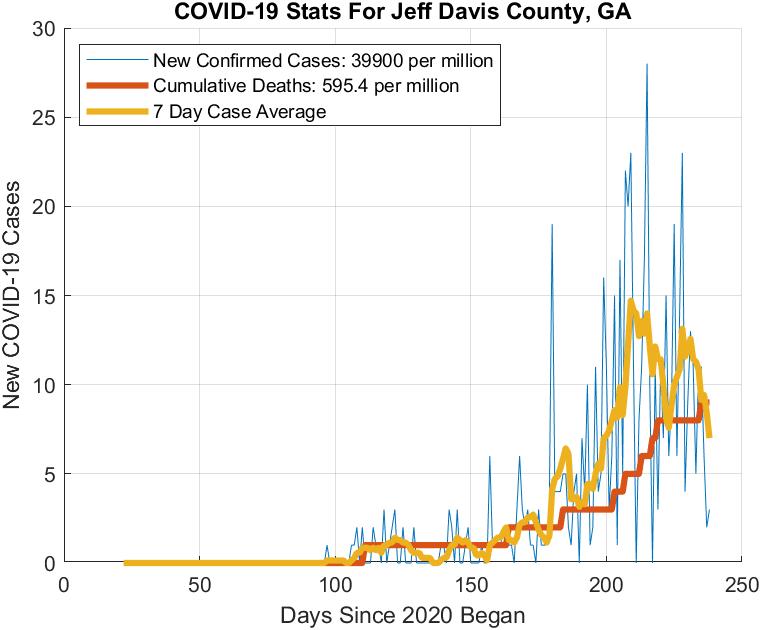 COVID-19 Stats For Jeff Davis County, GA
New Confirmed Cases: 39900 per million
Cumulative Deaths: 595.4 per million
7 Day Case Average
New COVID-19 Cases
30
25
20
15
10
5
0
0 50 100 150 200 250
Days Since 2020 Began